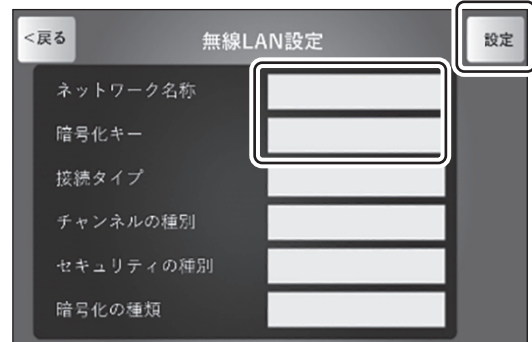 <戻る
無線LAN設定
設定
ネットワーク名称
暗号化キー
接続タイプ
チャンネルの種別
セキュリティの種別
暗号化の種類